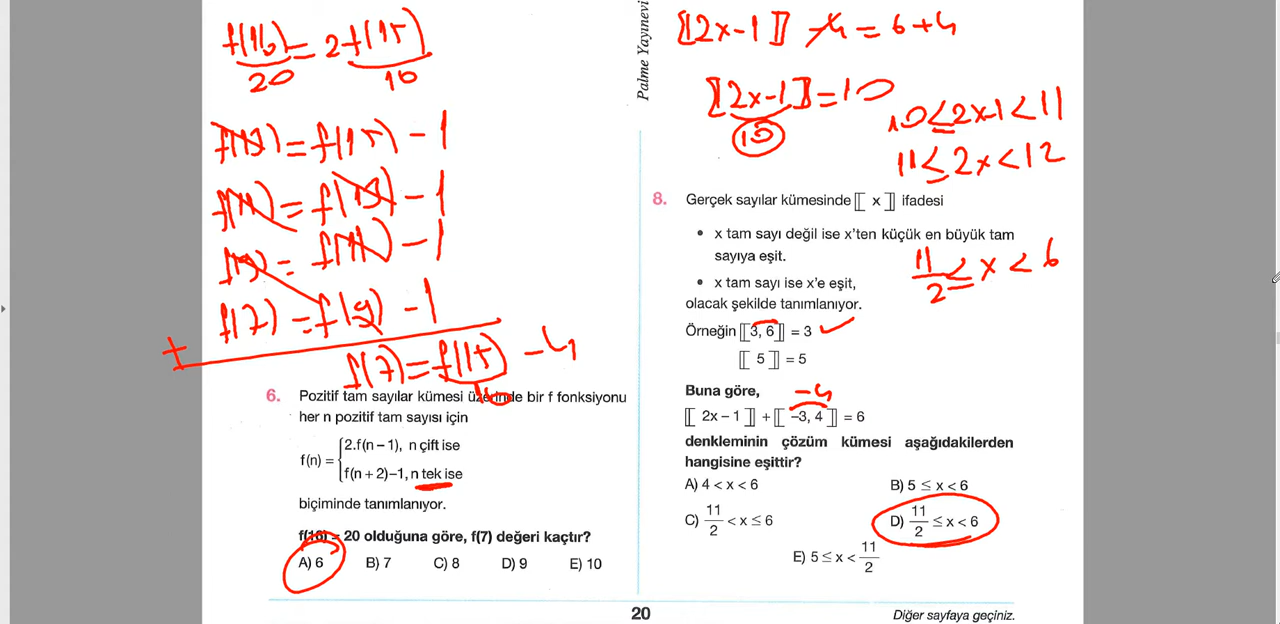 f(16) = 2f(15)
20 10
f(13) = f(15) - 1
f(11) = f(13) - 1
f(9) = f(11) - 1
f(7) = f(9) - 1
+
f(7) = f(15) - 4
10
6. Pozitif tam sayılar kümesi üzerinde bir f fonksiyonu
her n pozitif tam sayısı için
f(n) = {2.f(n – 1), n çift ise
f(n + 2)–1, n tek ise
biçiminde tanımlanıyor.
f(16) = 20 olduğuna göre, f(7) değeri kaçtır?
A) 6 B) 7 C) 8 D) 9 E) 10
Palme Yayınevi
⟦2x-1⟧ -4 = 6+4
⟦2x-1⟧ = 10
10
10 ≤ 2x-1 < 11
11 ≤ 2x < 12
11/2 ≤ x < 6
8. Gerçek sayılar kümesinde ⟦ x ⟧ ifadesi
• x tam sayı değil ise x'ten küçük en büyük tam
sayıya eşit.
• x tam sayı ise x'e eşit,
olacak şekilde tanımlanıyor.
Örneğin ⟦3, 6⟧ = 3 ✓
⟦ 5 ⟧ = 5
Buna göre,
-4
⟦ 2x – 1 ⟧ + ⟦ –3, 4 ⟧ = 6
denkleminin çözüm kümesi aşağıdakilerden
hangisine eşittir?
A) 4 < x < 6 B) 5 ≤ x < 6
C) 11/2 < x ≤ 6 D) 11/2 ≤ x < 6
E) 5 ≤ x < 11/2
20
Diğer sayfaya geçiniz.